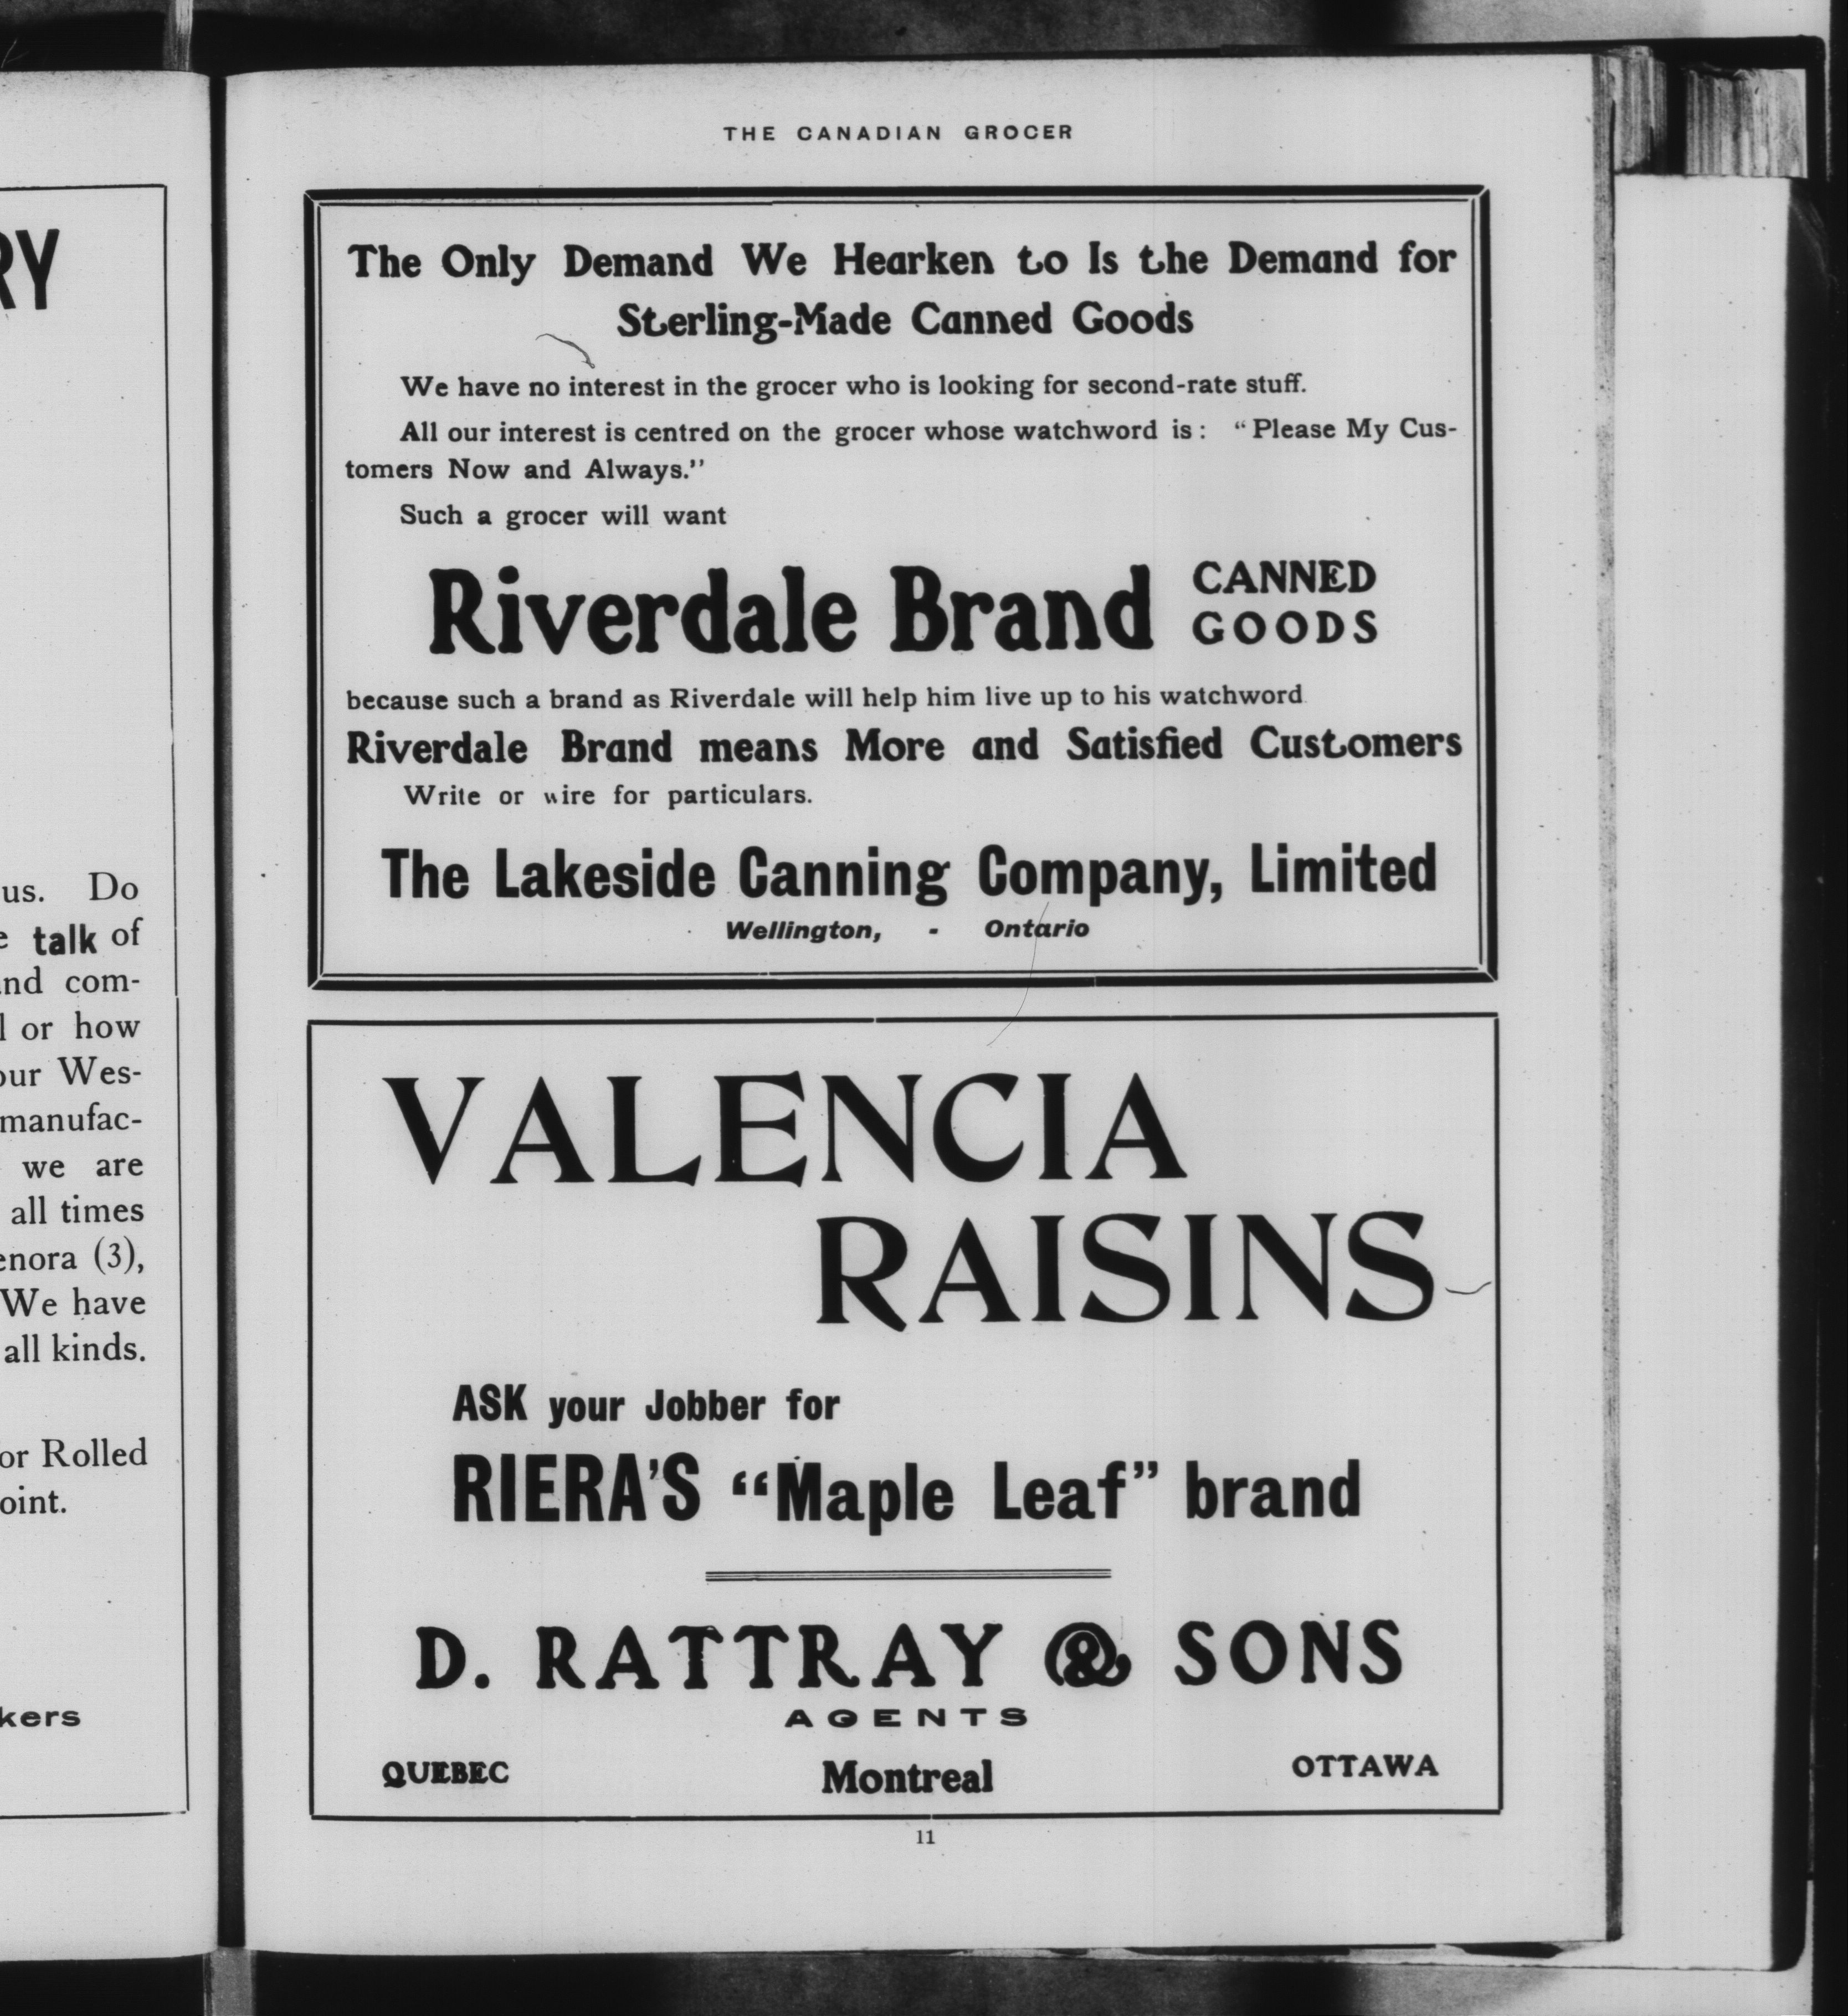 RY
us. Do
talk of
and com-
l or how
our Wes-
manufac-
we are
all times
enora (3),
We have
all kinds.
or Rolled
oint.
kers
THE CANADIAN GROCER
The Only Demand We Hearken to Is the Demand for
Sterling-Made Canned Goods
We have no interest in the grocer who is looking for second-rate stuff.
All our interest is centred on the grocer whose watchword is: "Please My Cus-
tomers Now and Always."
Such a grocer will want
Riverdale Brand CANNED
GOODS
because such a brand as Riverdale will help him live up to his watchword
Riverdale Brand means More and Satisfied Customers
Write or wire for particulars.
The Lakeside Canning Company, Limited
Wellington, - Ontario
VALENCIA
RAISINS
ASK your Jobber for
RIERA'S "Maple Leaf" brand
D. RATTRAY & SONS
AGENTS
QUEBEC Montreal OTTAWA
11